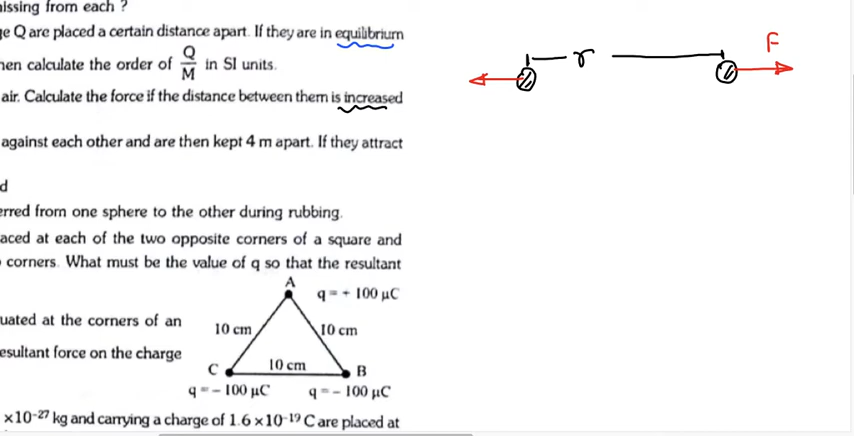 issing from each ?
ge Q are placed a certain distance apart. If they are in equilibrium
hen calculate the order of Q/M in SI units.
air. Calculate the force if the distance between them is increased
against each other and are then kept 4 m apart. If they attract
d
erred from one sphere to the other during rubbing.
aced at each of the two opposite corners of a square and
corners. What must be the value of q so that the resultant
uated at the corners of an
esultant force on the charge
A
q = + 100 μC
10 cm
10 cm
10 cm
C
B
q = – 100 μC
q = – 100 μC
×10⁻²⁷ kg and carrying a charge of 1.6 ×10⁻¹⁹ C are placed at
r
F